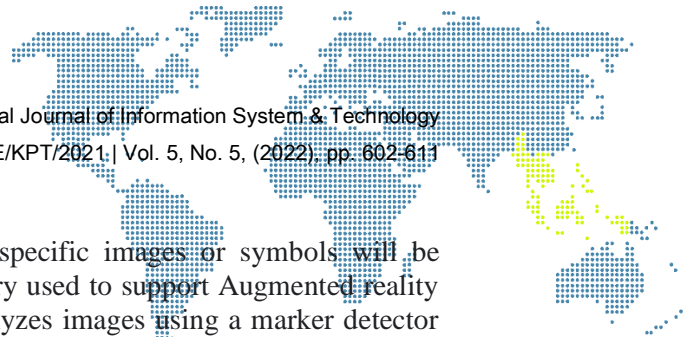 al Journal of Information System & Technology
E/KPT/2021 | Vol. 5, No. 5, (2022), pp. 602-611
specific images or symbols will be
ry used to support Augmented reality
lyzes images using a marker detector